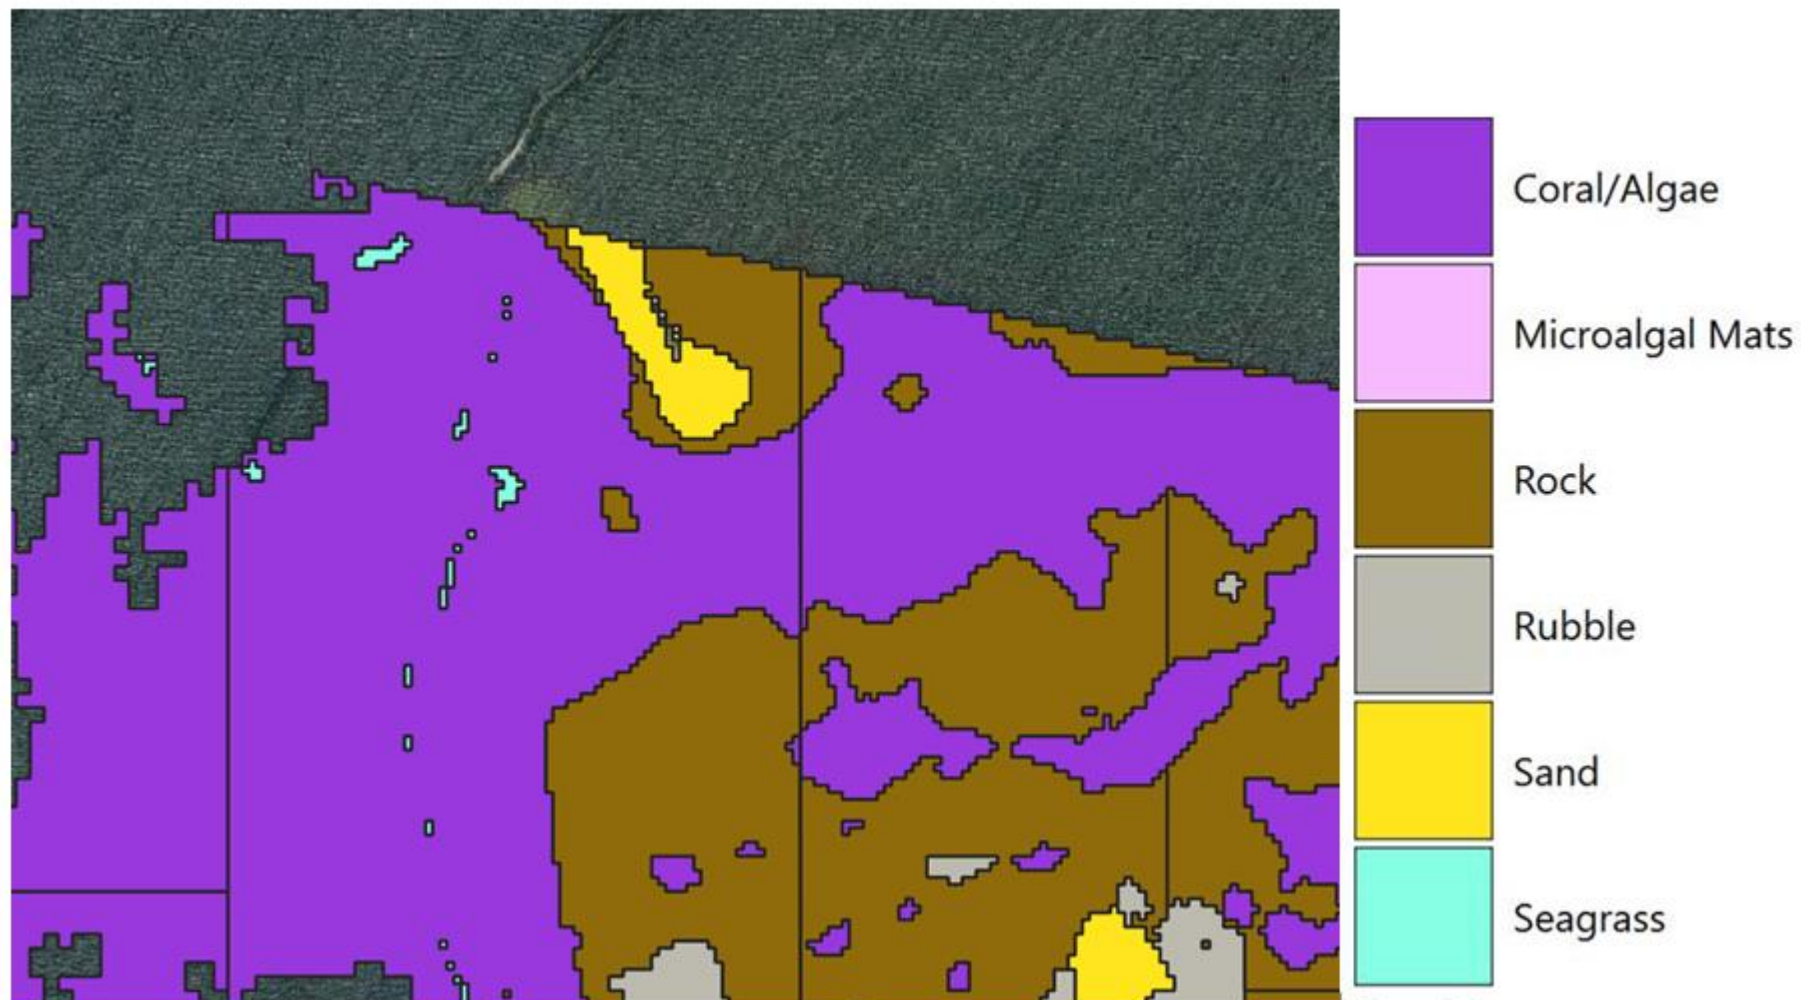 Coral/Algae
Microalgal Mats
Rock
Rubble
Sand
Seagrass